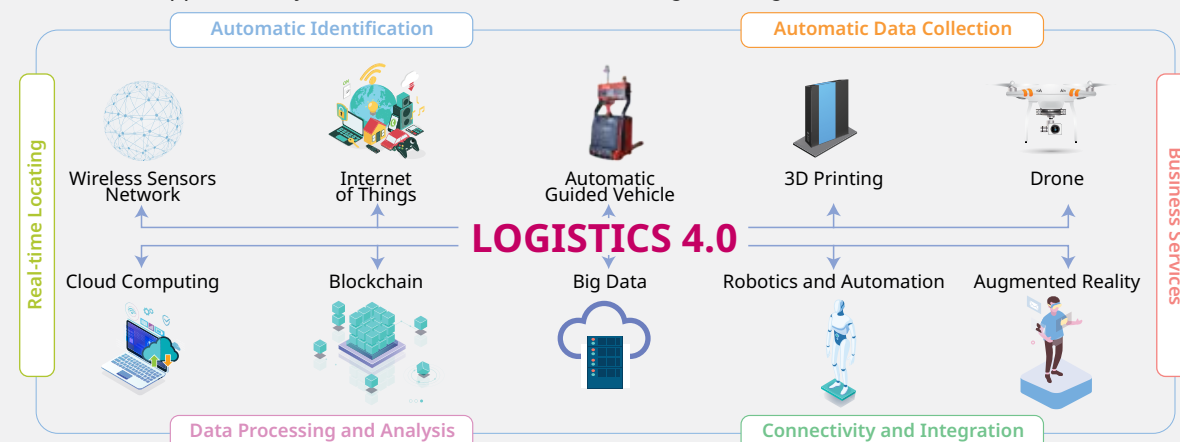 Automatic Identification
Automatic Data Collection
Real-time Locating
Business Services
Wireless Sensors
Network
Internet
of Things
Automatic
Guided Vehicle
3D Printing
Drone
LOGISTICS 4.0
Cloud Computing
Blockchain
Big Data
Robotics and Automation
Augmented Reality
Data Processing and Analysis
Connectivity and Integration